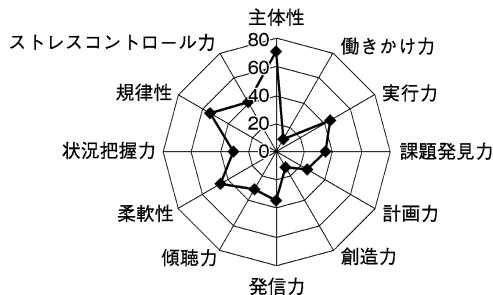 主体性
働きかけ力
実行力
課題発見力
計画力
創造力
発信力
傾聴力
柔軟性
状況把握力
規律性
ストレスコントロール力
80
60
40
20
0